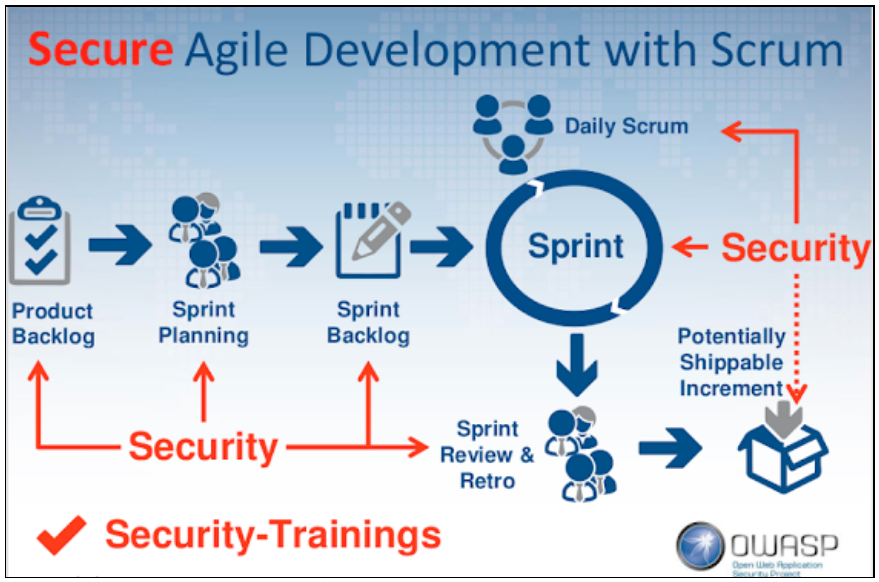 Secure Agile Development with Scrum
Daily Scrum
Sprint
Security
Product
Backlog
Sprint
Planning
Sprint
Backlog
Potentially
Shippable
Increment
Security
Sprint
Review &
Retro
Security-Trainings
OWASP
Open Web Application
Security Project